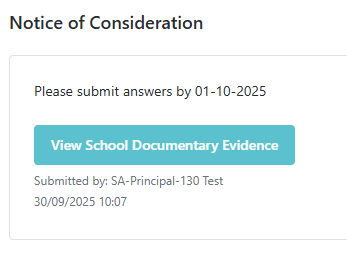 Notice of Consideration
Please submit answers by 01-10-2025
View School Documentary Evidence
Submitted by: SA-Principal-130 Test
30/09/2025 10:07